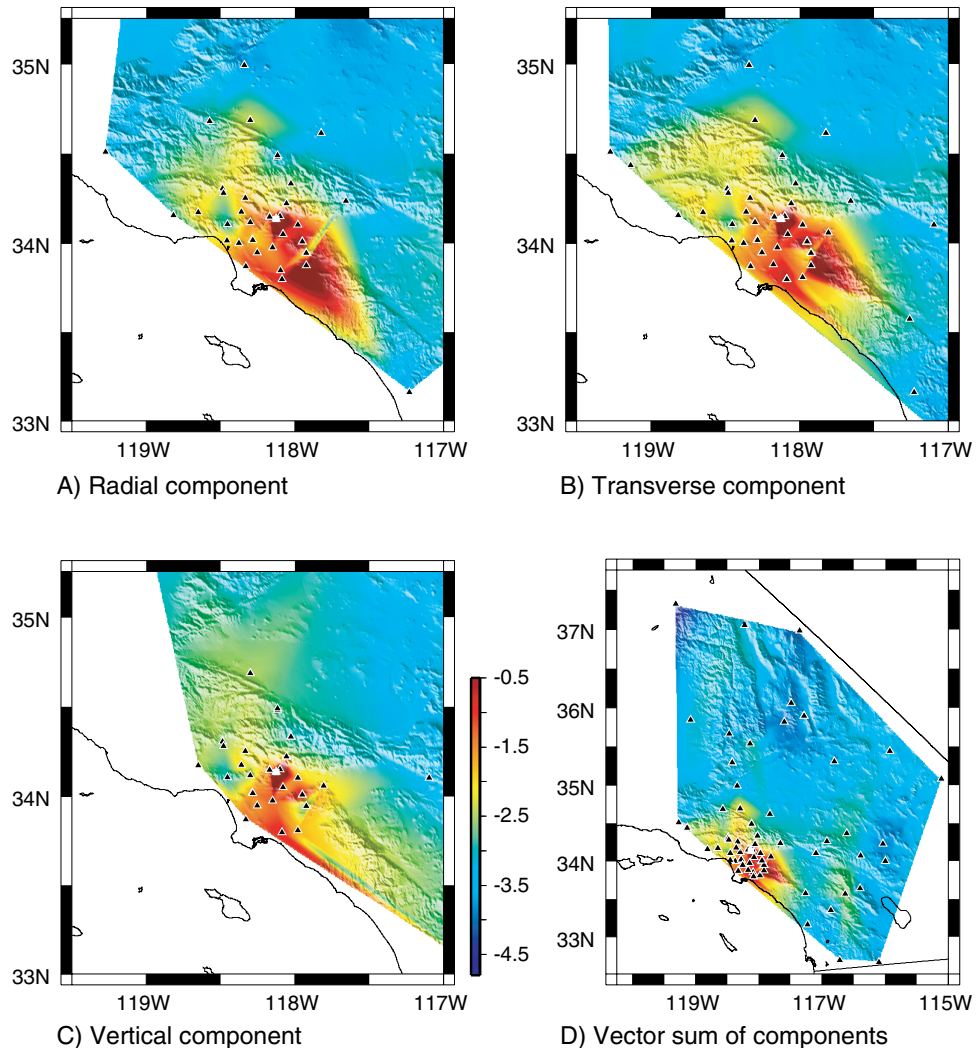 35N
34N
33N
119W 118W 117W
A) Radial component
35N
34N
33N
119W 118W 117W
B) Transverse component
35N
34N
33N
119W 118W 117W
C) Vertical component
-0.5
-1.5
-2.5
-3.5
-4.5
37N
36N
35N
34N
33N
119W 117W 115W
D) Vector sum of components